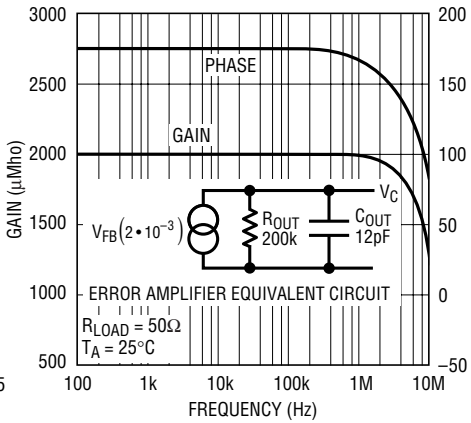 3000
2500
2000
1500
1000
500
GAIN (µMho)
200
150
100
50
0
–50
PHASE
GAIN
VFB(2 • 10⁻³)
ROUT
200k
COUT
12pF
VC
ERROR AMPLIFIER EQUIVALENT CIRCUIT
RLOAD = 50Ω
TA = 25°C
5
100
1k
10k
100k
1M
10M
FREQUENCY (Hz)